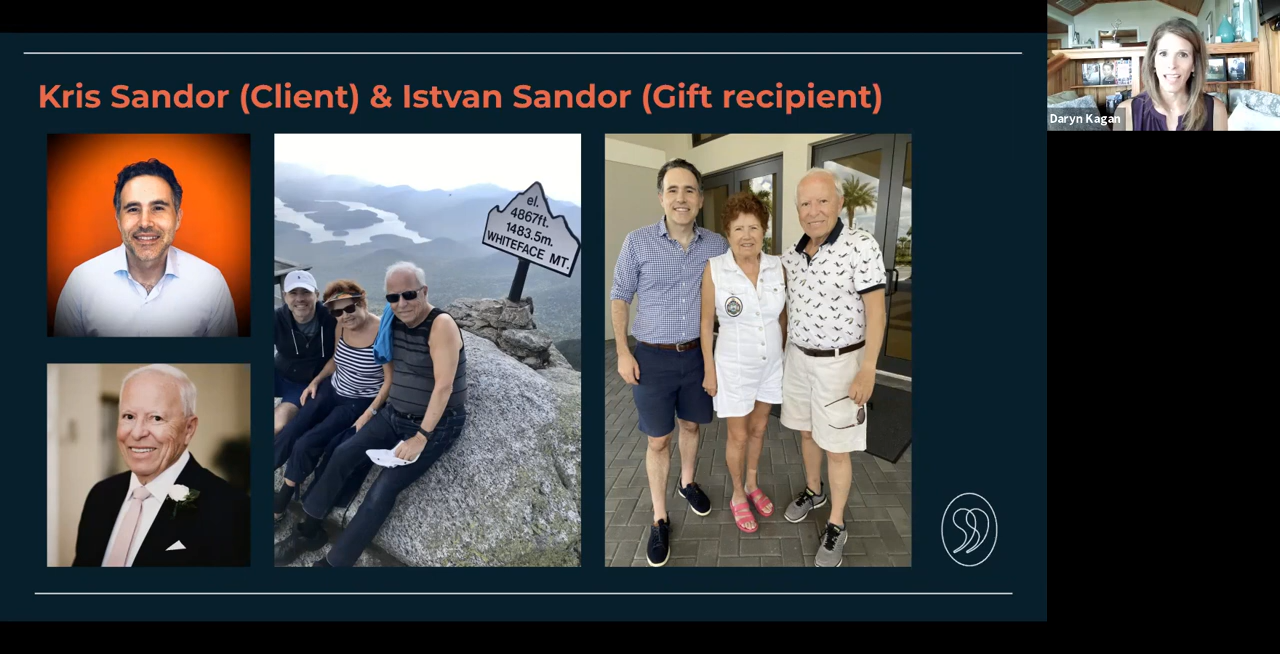 Kris Sandor (Client) & Istvan Sandor (Gift recipient)
el.
4867ft.
1483.5m.
WHITEFACE MT.
Daryn Kagan